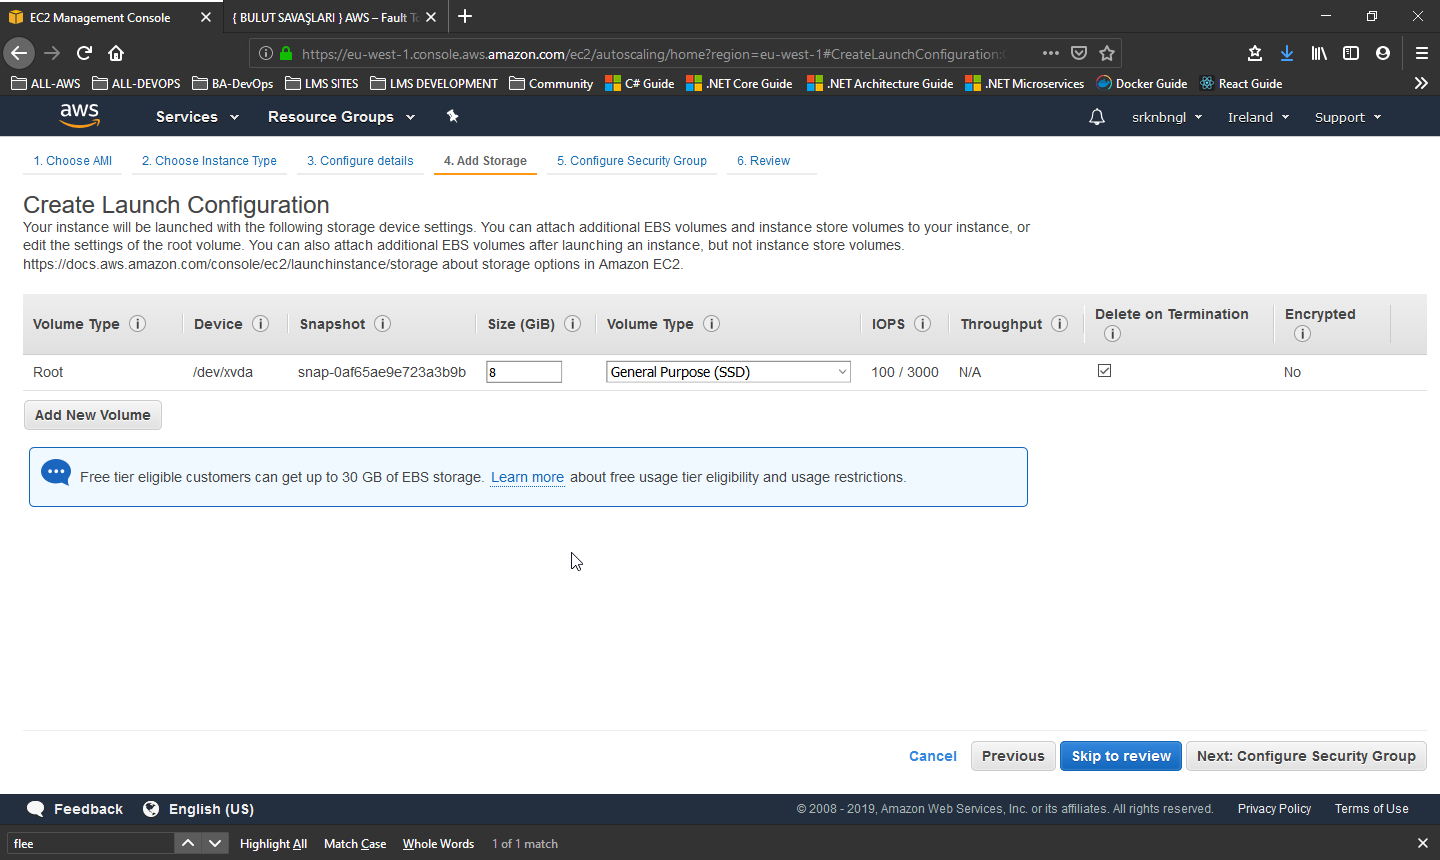 EC2 Management Console
{ BULUT SAVAŞLARI } AWS – Fault To
https://eu-west-1.console.aws.amazon.com/ec2/autoscaling/home?region=eu-west-1#CreateLaunchConfiguration:
ALL-AWS ALL-DEVOPS BA-DevOps LMS SITES LMS DEVELOPMENT Community C# Guide .NET Core Guide .NET Architecture Guide .NET Microservices Docker Guide React Guide
aws Services Resource Groups srknbngl Ireland Support
1. Choose AMI 2. Choose Instance Type 3. Configure details 4. Add Storage 5. Configure Security Group 6. Review
Create Launch Configuration
Your instance will be launched with the following storage device settings. You can attach additional EBS volumes and instance store volumes to your instance, or
edit the settings of the root volume. You can also attach additional EBS volumes after launching an instance, but not instance store volumes.
https://docs.aws.amazon.com/console/ec2/launchinstance/storage about storage options in Amazon EC2.
Volume Type Device Snapshot Size (GiB) Volume Type IOPS Throughput Delete on Termination Encrypted
Root /dev/xvda snap-0af65ae9e723a3b9b 8 General Purpose (SSD) 100 / 3000 N/A No
Add New Volume
Free tier eligible customers can get up to 30 GB of EBS storage. Learn more about free usage tier eligibility and usage restrictions.
Cancel Previous Skip to review Next: Configure Security Group
Feedback English (US) © 2008 - 2019, Amazon Web Services, Inc. or its affiliates. All rights reserved. Privacy Policy Terms of Use
flee Highlight All Match Case Whole Words 1 of 1 match